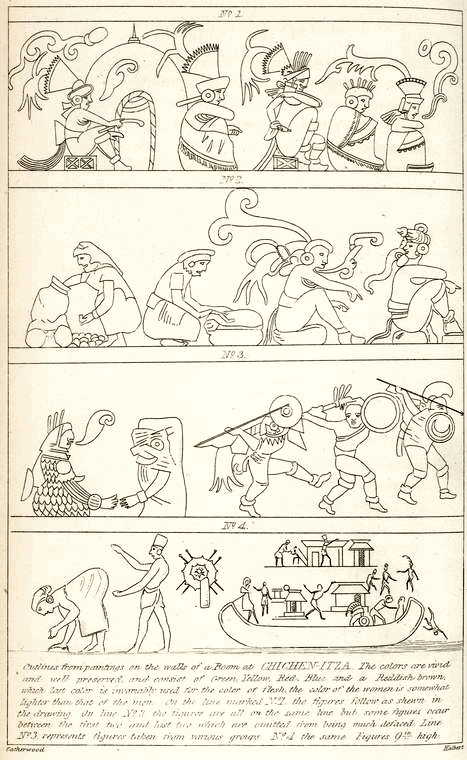 Nº 1.
Nº 2.
Nº 3.
Nº 4.
Outlines from paintings on the walls of a Room at CHICHEN-ITZA. The colors are vivid
and well preserved, and consist of Green, Yellow, Red, Blue and a Reddish-brown,
which last color is invariably used for the color of flesh, the color of the women is somewhat
lighter than that of the men. On the line marked Nº 1. the figures follow as shewn in
the drawing. On line Nº 2. the figures are all on the same line but some figures occur
between the first two and last two which are omitted from being much defaced. Line
Nº 3. represents figures taken from various groups Nº 4. the same Figures 9 in. high.
Catherwood
Halbert